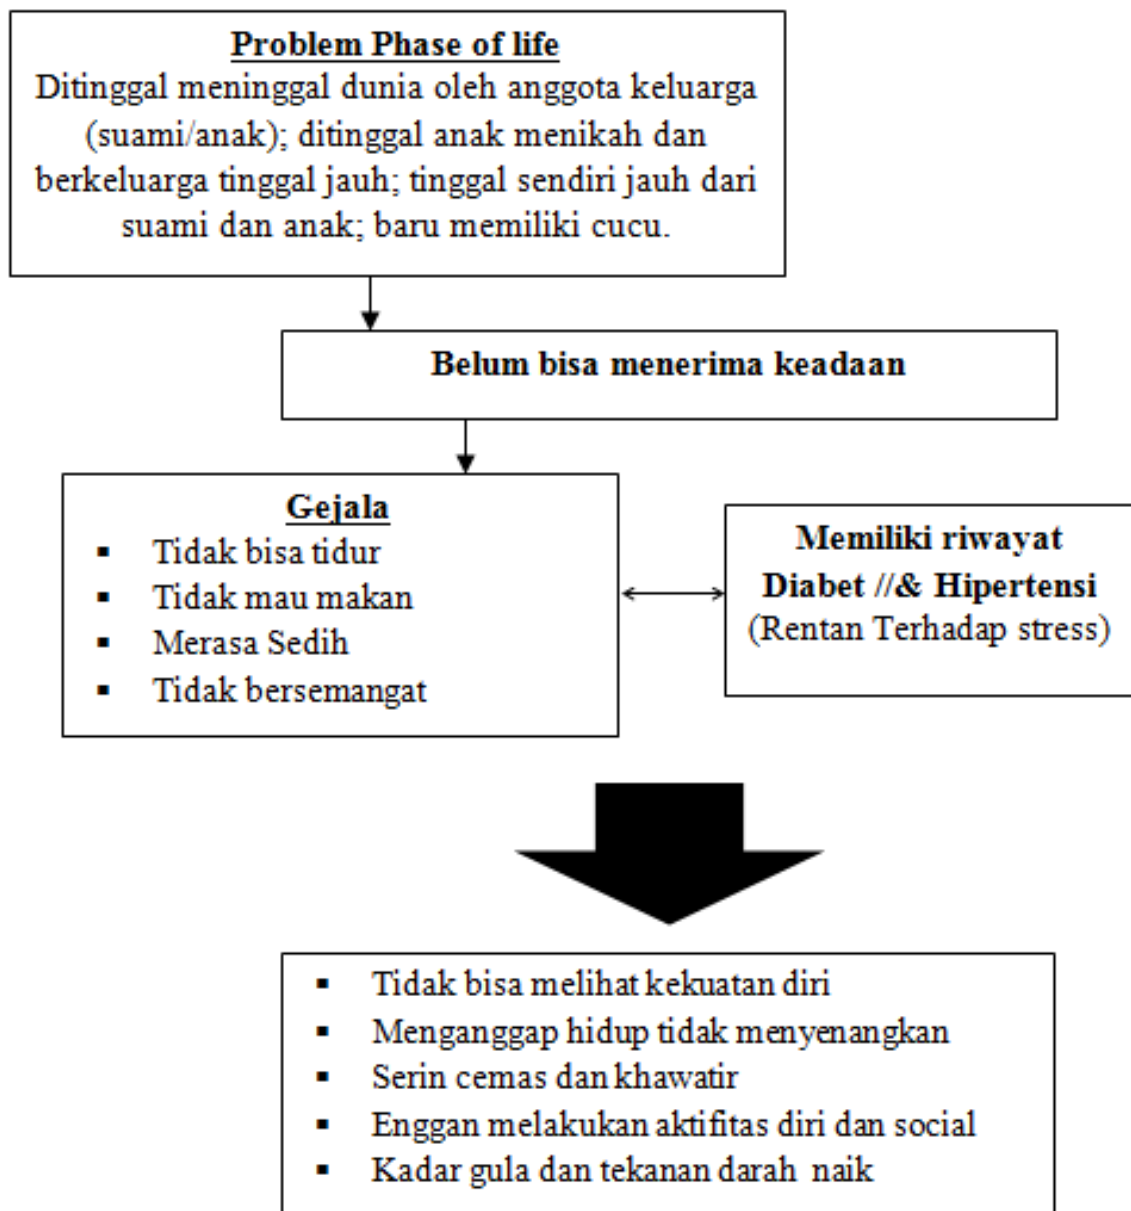 Problem Phase of life
Ditinggal meninggal dunia oleh anggota keluarga
(suami/anak); ditinggal anak menikah dan
berkeluarga tinggal jauh; tinggal sendiri jauh dari
suami dan anak; baru memiliki cucu.
Belum bisa menerima keadaan
Gejala
▪ Tidak bisa tidur
▪ Tidak mau makan
▪ Merasa Sedih
▪ Tidak bersemangat
Memiliki riwayat
Diabet //& Hipertensi
(Rentan Terhadap stress)
▪ Tidak bisa melihat kekuatan diri
▪ Menganggap hidup tidak menyenangkan
▪ Serin cemas dan khawatir
▪ Enggan melakukan aktifitas diri dan social
▪ Kadar gula dan tekanan darah naik